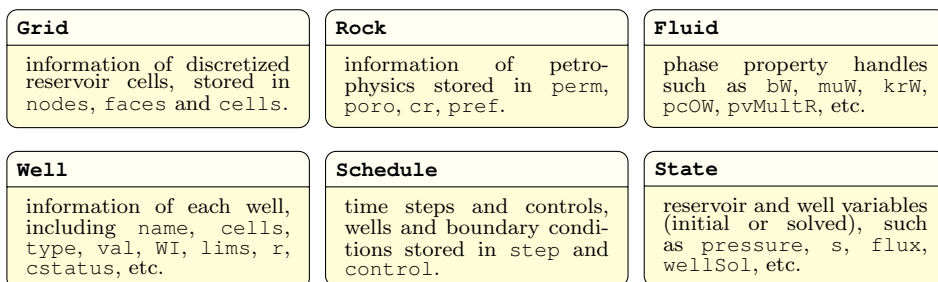 Grid
information of discretized
reservoir cells, stored in
nodes, faces and cells.
Rock
information of petro-
physics stored in perm,
poro, cr, pref.
Fluid
phase property handles
such as bW, muW, krW,
pcOW, pvMultR, etc.
Well
information of each well,
including name, cells,
type, val, WI, lims, r,
cstatus, etc.
Schedule
time steps and controls,
wells and boundary condi-
tions stored in step and
control.
State
reservoir and well variables
(initial or solved), such
as pressure, s, flux,
wellSol, etc.